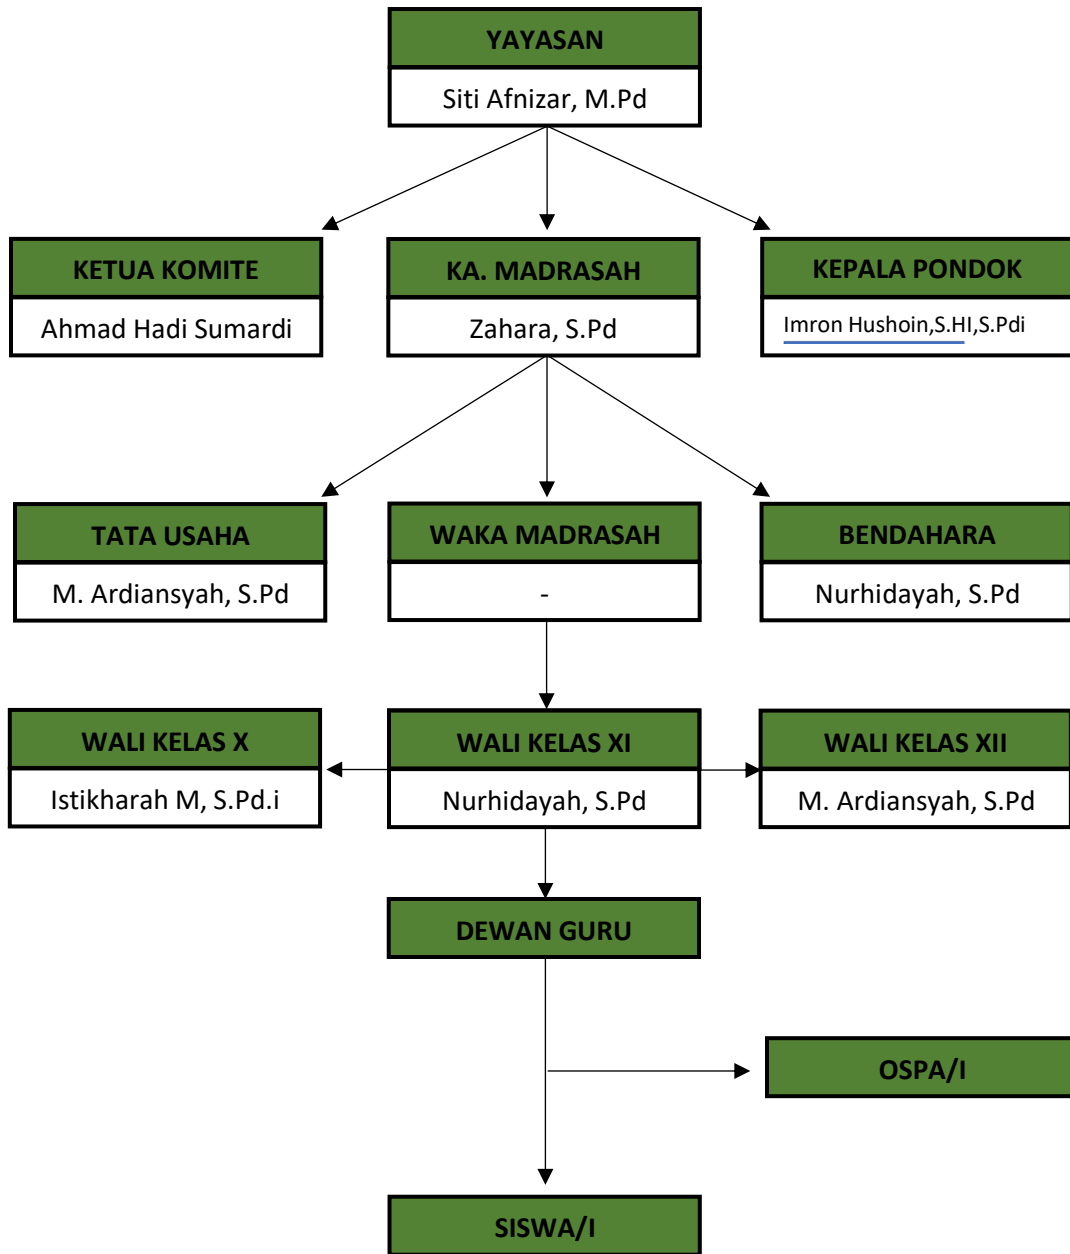 YAYASAN
Siti Afnizar, M.Pd
KETUA KOMITE
Ahmad Hadi Sumardi
KA. MADRASAH
Zahara, S.Pd
KEPALA PONDOK
Imron Hushoin,S.HI,S.Pdi
TATA USAHA
M. Ardiansyah, S.Pd
WAKA MADRASAH
-
BENDAHARA
Nurhidayah, S.Pd
WALI KELAS X
Istikharah M, S.Pd.i
WALI KELAS XI
Nurhidayah, S.Pd
WALI KELAS XII
M. Ardiansyah, S.Pd
DEWAN GURU
OSPA/I
SISWA/I